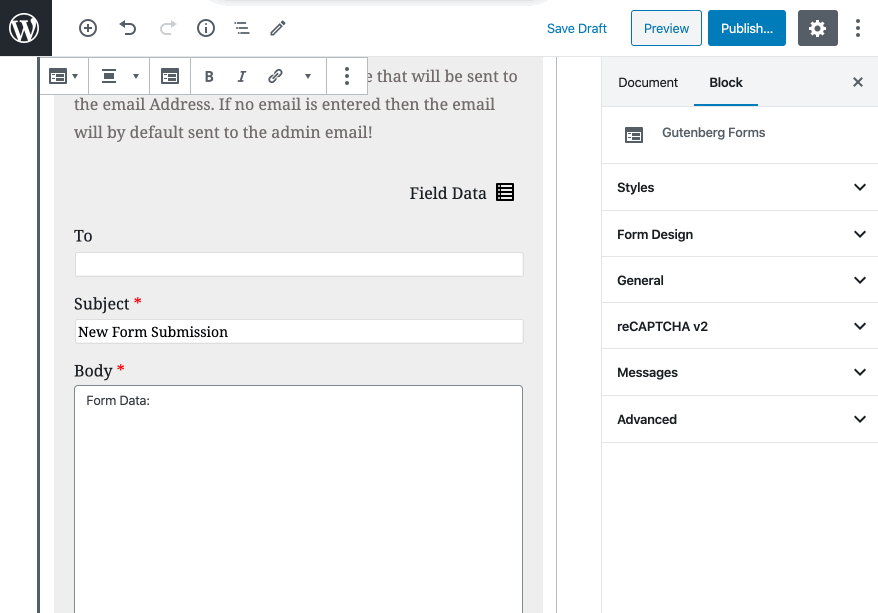 Save Draft
Preview
Publish...
B I
that will be sent to
the email Address. If no email is entered then the email
will by default sent to the admin email!
Field Data
To
Subject *
New Form Submission
Body *
Form Data:
Document
Block
Gutenberg Forms
Styles
Form Design
General
reCAPTCHA v2
Messages
Advanced